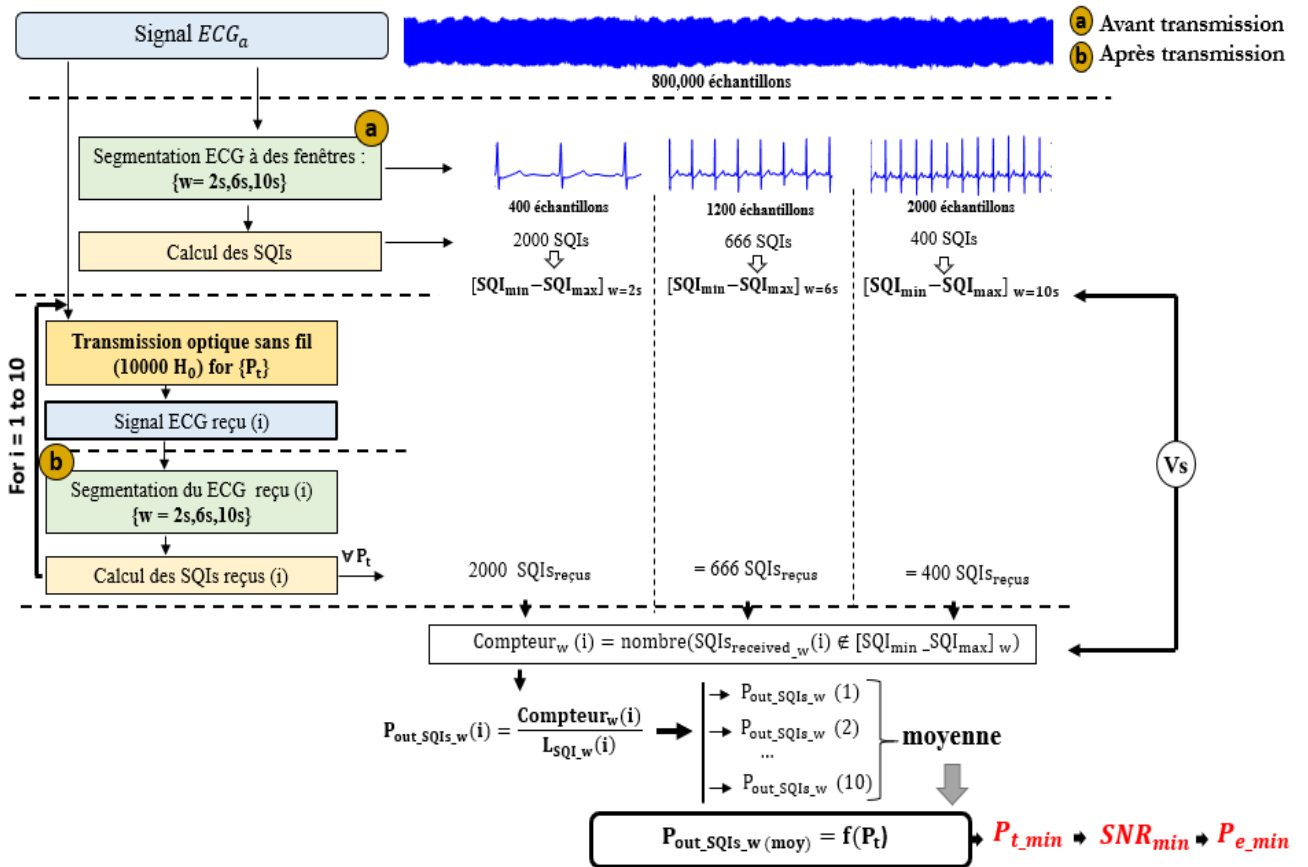 Signal ECG_a
a Avant transmission
b Après transmission
800,000 échantillons
a
Segmentation ECG à des fenêtres :
{w= 2s,6s,10s}
400 échantillons
1200 échantillons
2000 échantillons
Calcul des SQIs
2000 SQIs
666 SQIs
400 SQIs
[SQI_min−SQI_max] w=2s
[SQI_min−SQI_max] w=6s
[SQI_min−SQI_max] w=10s
For i = 1 to 10
Transmission optique sans fil
(10000 H_0) for {P_t}
Signal ECG reçu (i)
b
Segmentation du ECG reçu (i)
{w = 2s,6s,10s}
Vs
Calcul des SQIs reçus (i)
∀ P_t
2000 SQIs_reçus
= 666 SQIs_reçus
= 400 SQIs_reçus
Compteur_w (i) = nombre(SQIs_received_w(i) ∉ [SQI_min _SQI_max] w)
P_out_SQIs_w(i) = Compteur_w(i) / L_SQI_w(i)
P_out_SQIs_w (1)
P_out_SQIs_w (2)
...
P_out_SQIs_w (10)
moyenne
P_out_SQIs_w (moy) = f(P_t)
P_t_min
SNR_min
P_e_min